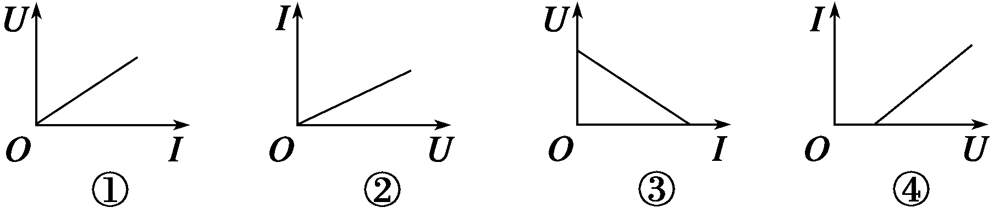 U I U I
O I O U O I O U
① ② ③ ④